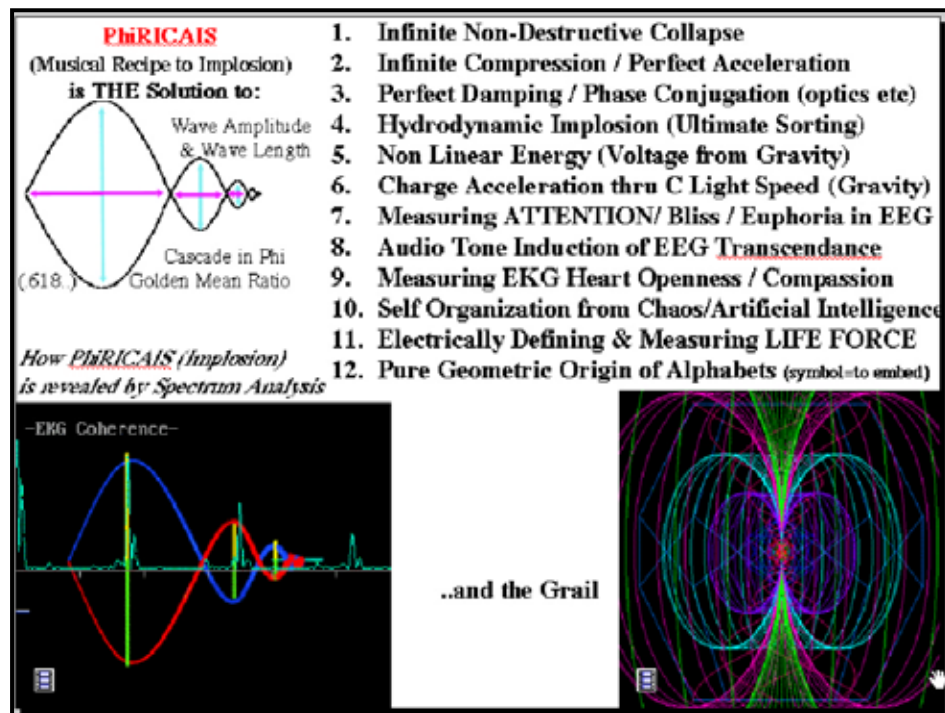 PhiRICAIS
(Musical Recipe to Implosion)
is THE Solution to:
Wave Amplitude
& Wave Length
Cascade in Phi
(.618..) Golden Mean Ratio
How PhiRICAIS (Implosion)
is revealed by Spectrum Analysis
1. Infinite Non-Destructive Collapse
2. Infinite Compression / Perfect Acceleration
3. Perfect Damping / Phase Conjugation (optics etc)
4. Hydrodynamic Implosion (Ultimate Sorting)
5. Non Linear Energy (Voltage from Gravity)
6. Charge Acceleration thru C Light Speed (Gravity)
7. Measuring ATTENTION/ Bliss / Euphoria in EEG
8. Audio Tone Induction of EEG Transcendance
9. Measuring EKG Heart Openness / Compassion
10. Self Organization from Chaos/Artificial Intelligence
11. Electrically Defining & Measuring LIFE FORCE
12. Pure Geometric Origin of Alphabets (symbol=to embed)
-EKG Coherence-
..and the Grail